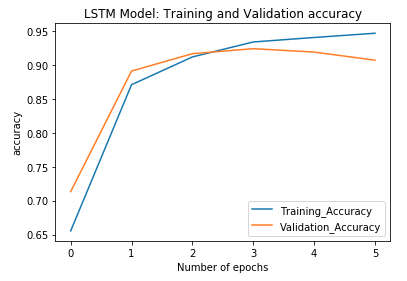 LSTM Model: Training and Validation accuracy
0.95
0.90
0.85
0.80
0.75
0.70
0.65
accuracy
Training_Accuracy
Validation_Accuracy
0 1 2 3 4 5
Number of epochs